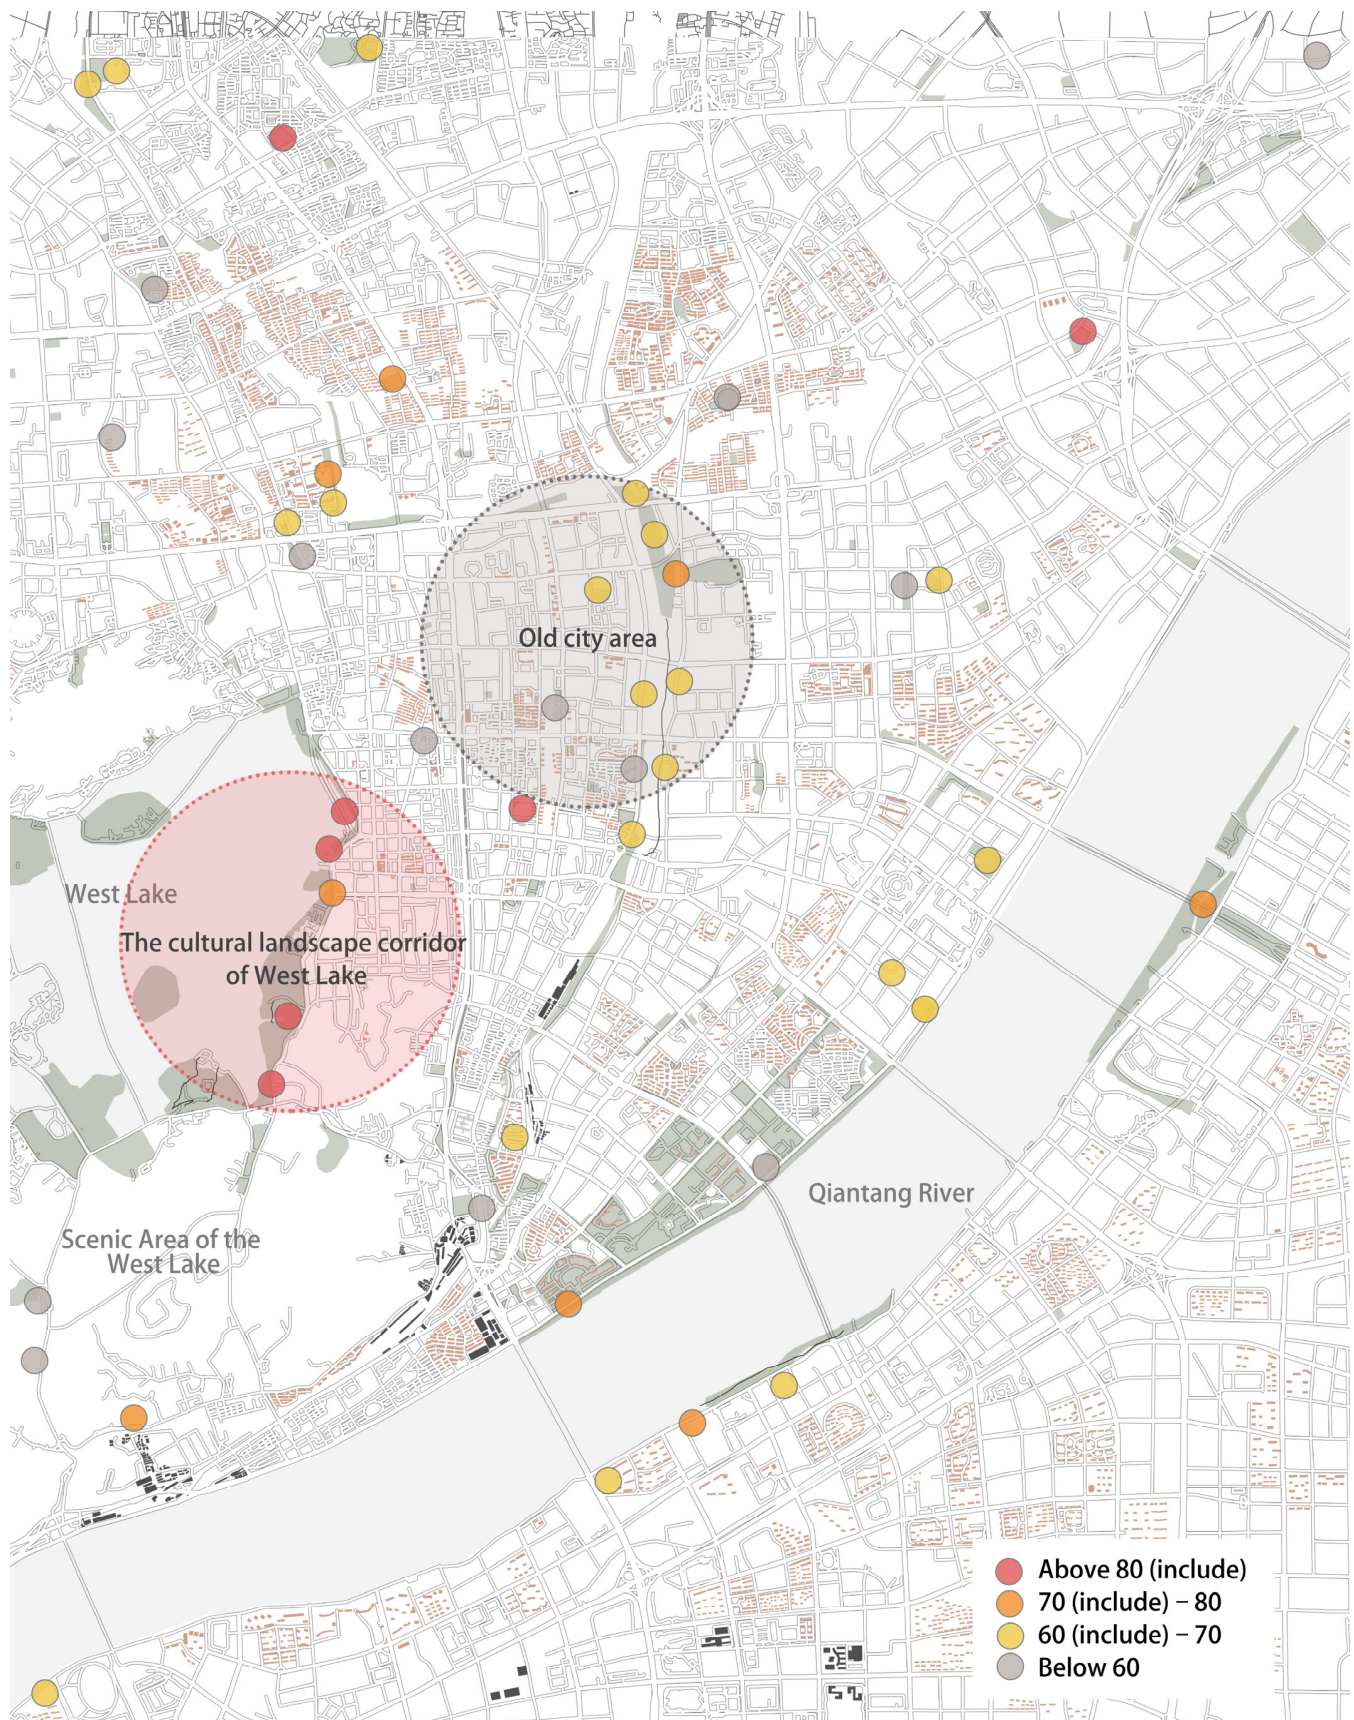 Old city area
West Lake
The cultural landscape corridor
of West Lake
Qiantang River
Scenic Area of the
West Lake
Above 80 (include)
70 (include) – 80
60 (include) – 70
Below 60